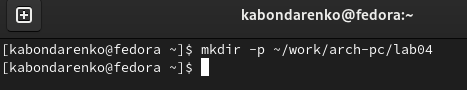 kabondarenko@fedora:~
[kabondarenko@fedora ~]$ mkdir -p ~/work/arch-pc/lab04
[kabondarenko@fedora ~]$